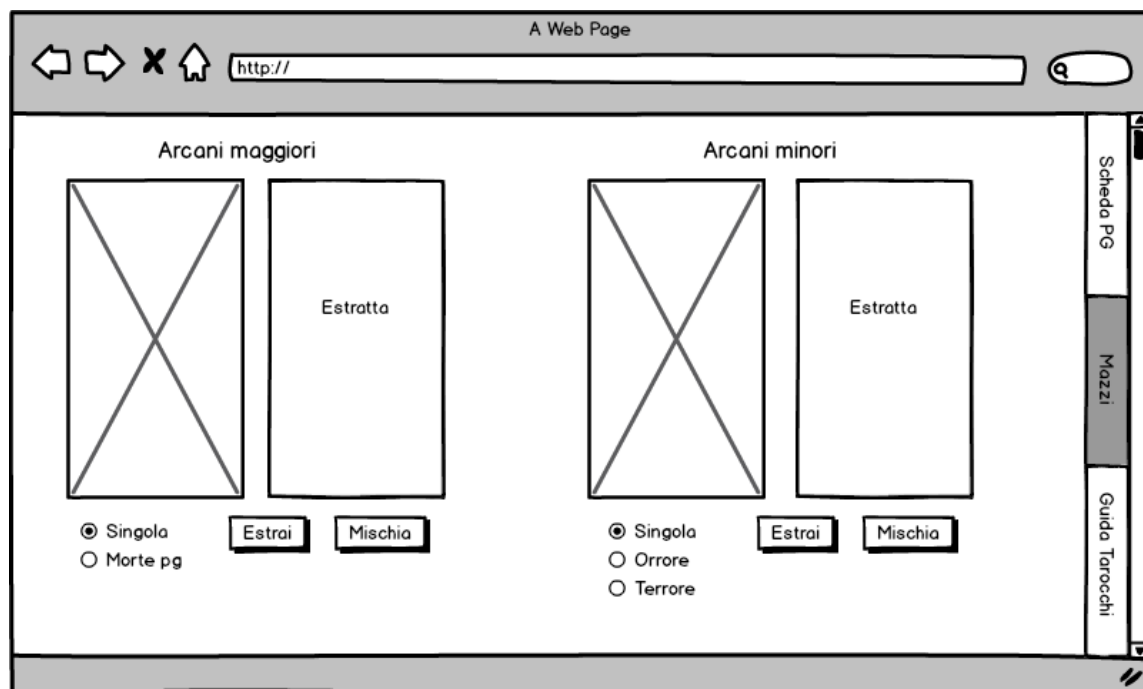 A Web Page
http://
Arcani maggiori
Estratta
Singola
Morte pg
Estrai
Mischia
Arcani minori
Estratta
Singola
Orrore
Terrore
Estrai
Mischia
Scheda PG
Mazzi
Guida Tarocchi